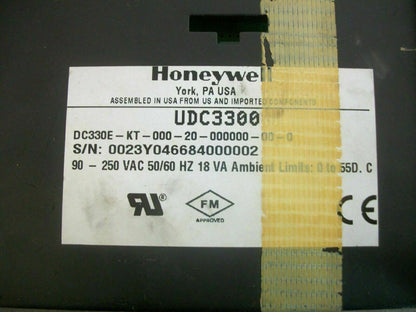 Honeywell
York, PA USA
ASSEMBLED IN USA FROM US AND IMPORTED COMPONENTS
UDC3300
DC330E-KT-000-20-000000-00-0
S/N: 0023Y046684000002
90 - 250 VAC 50/60 HZ 18 VA Ambient Limits: 0 to 55D. C
RU
FM
APPROVED
CE